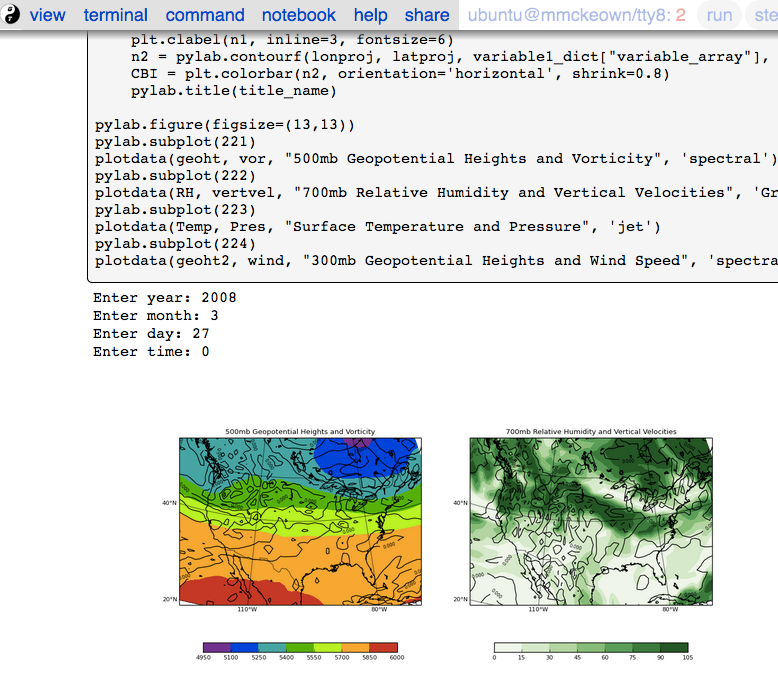 view terminal command notebook help share ubuntu@mmckeown/tty8: 2 run ste
plt.clabel(n1, inline=3, fontsize=6)
n2 = pylab.contourf(lonproj, latproj, variable1_dict["variable_array"],
CBI = plt.colorbar(n2, orientation='horizontal', shrink=0.8)
pylab.title(title_name)
pylab.figure(figsize=(13,13))
pylab.subplot(221)
plotdata(geoht, vor, "500mb Geopotential Heights and Vorticity", 'spectral')
pylab.subplot(222)
plotdata(RH, vertvel, "700mb Relative Humidity and Vertical Velocities", 'Gr
pylab.subplot(223)
plotdata(Temp, Pres, "Surface Temperature and Pressure", 'jet')
pylab.subplot(224)
plotdata(geoht2, wind, "300mb Geopotential Heights and Wind Speed", 'spectra
Enter year: 2008
Enter month: 3
Enter day: 27
Enter time: 0
500mb Geopotential Heights and Vorticity
700mb Relative Humidity and Vertical Velocities
40°N
40°N
20°N
20°N
110°W 80°W
110°W 80°W
4950 5100 5250 5400 5550 5700 5850 6000
0 15 30 45 60 75 90 105